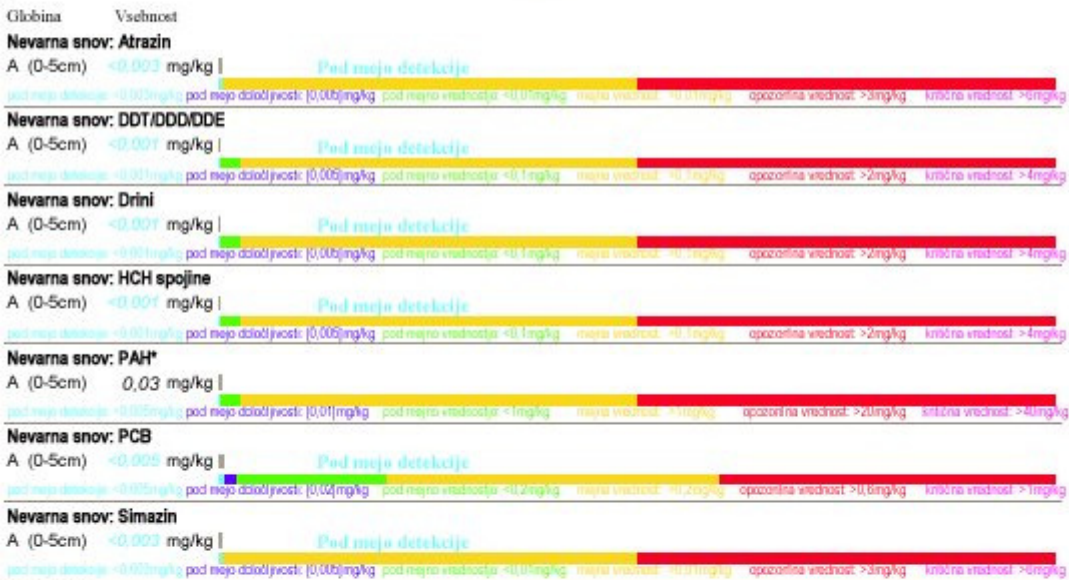 Globina Vsebnost
Nevarna snov: Atrazin
A (0-5cm) <0,003 mg/kg Pod mejo detekcije
pod mejo detekcije <0,003mg/kg pod mejo določljivosti: [0,005]mg/kg pod mejno vrednostjo <0,01mg/kg mejna vrednost: >0,01mg/kg opozorilna vrednost: >3mg/kg kritična vrednost: >6mg/kg
Nevarna snov: DDT/DDD/DDE
A (0-5cm) <0,001 mg/kg Pod mejo detekcije
pod mejo detekcije <0,001mg/kg pod mejo določljivosti: [0,005]mg/kg pod mejno vrednostjo <0,1mg/kg mejna vrednost: >0,1mg/kg opozorilna vrednost: >2mg/kg kritična vrednost: >4mg/kg
Nevarna snov: Drini
A (0-5cm) <0,001 mg/kg Pod mejo detekcije
pod mejo detekcije <0,001mg/kg pod mejo določljivosti: [0,005]mg/kg pod mejno vrednostjo <0,1mg/kg mejna vrednost: >0,1mg/kg opozorilna vrednost: >2mg/kg kritična vrednost: >4mg/kg
Nevarna snov: HCH spojine
A (0-5cm) <0,001 mg/kg Pod mejo detekcije
pod mejo detekcije <0,001mg/kg pod mejo določljivosti: [0,005]mg/kg pod mejno vrednostjo <0,1mg/kg mejna vrednost: >0,1mg/kg opozorilna vrednost: >2mg/kg kritična vrednost: >4mg/kg
Nevarna snov: PAH*
A (0-5cm) 0,03 mg/kg
pod mejo detekcije <0,005mg/kg pod mejo določljivosti: [0,01]mg/kg pod mejno vrednostjo <1mg/kg mejna vrednost: >1mg/kg opozorilna vrednost: >20mg/kg kritična vrednost: >40mg/kg
Nevarna snov: PCB
A (0-5cm) <0,005 mg/kg Pod mejo detekcije
pod mejo detekcije <0,005mg/kg pod mejo določljivosti: [0,02]mg/kg pod mejno vrednostjo <0,2mg/kg mejna vrednost: >0,2mg/kg opozorilna vrednost >0,6mg/kg kritična vrednost: >1mg/kg
Nevarna snov: Simazin
A (0-5cm) <0,003 mg/kg Pod mejo detekcije
pod mejo detekcije <0,003mg/kg pod mejo določljivosti: [0,005]mg/kg pod mejno vrednostjo <0,01mg/kg mejna vrednost: >0,01mg/kg opozorilna vrednost: >3mg/kg kritična vrednost: >6mg/kg